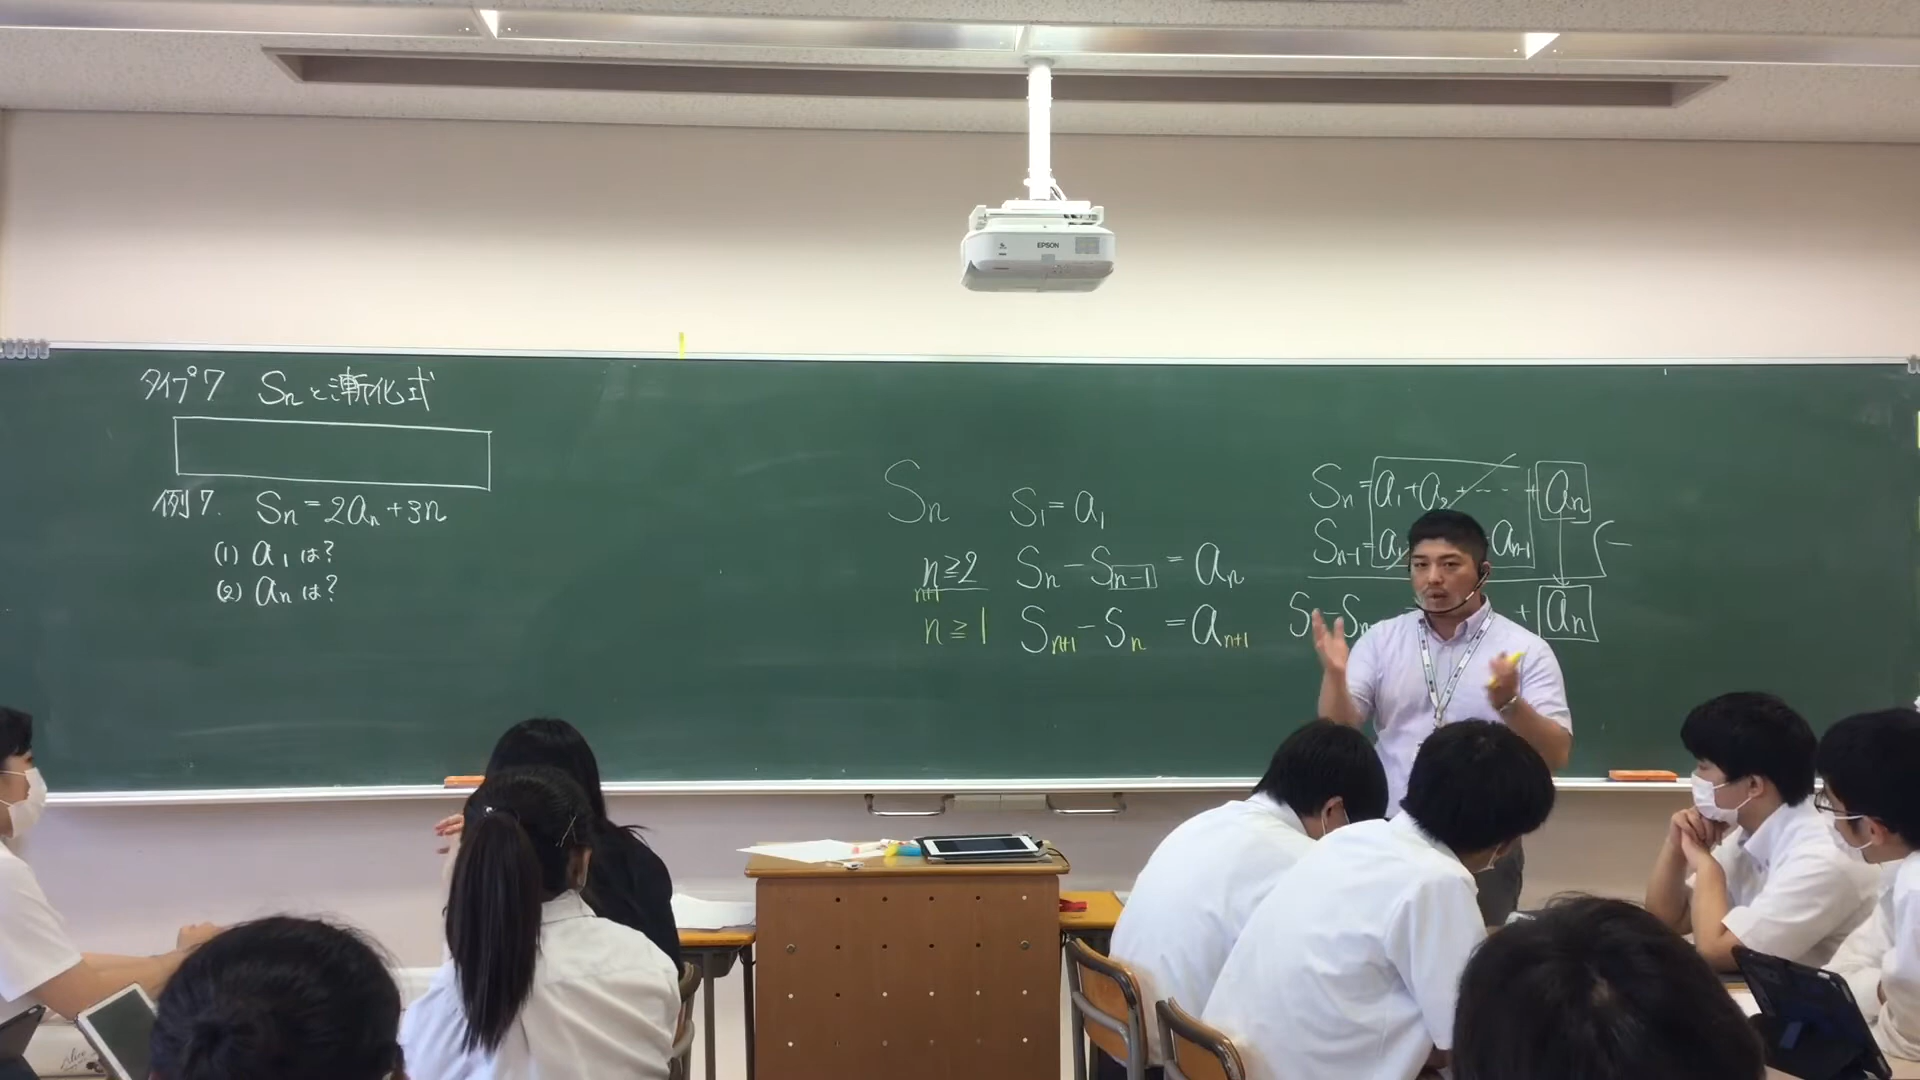 EPSON
タイプ7 Snと漸化式
例7. Sn=2an+3n
(1) a1は?
(2) anは?
Sn S1=a1
n≧2 Sn-Sn-1=an
n+1
n≧1 Sn+1-Sn=an+1
Sn=a1+a2+……+an
Sn-1=a1 an-1 -
S-Sn +an